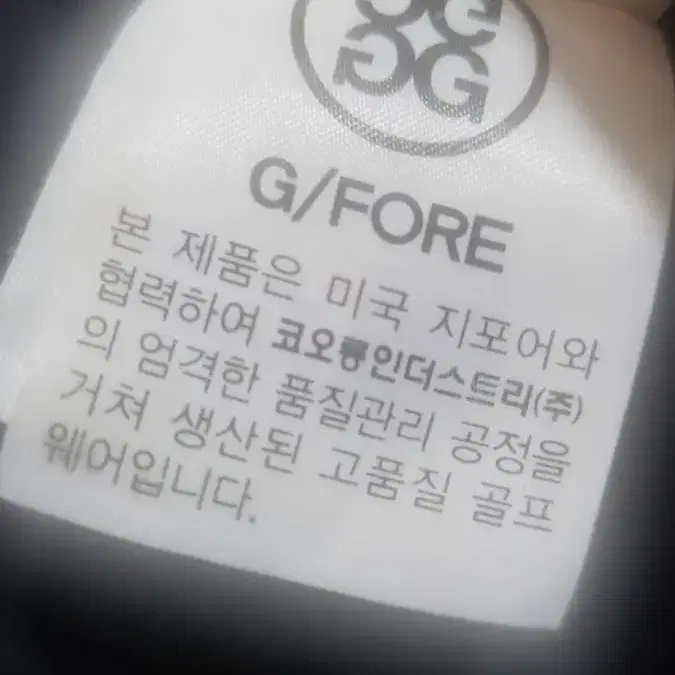 GG
GG
G/FORE
본 제품은 미국 지포어와
협력하여 코오롱인더스트리(주)
의 엄격한 품질관리 공정을
거쳐 생산된 고품질 골프
웨어입니다.